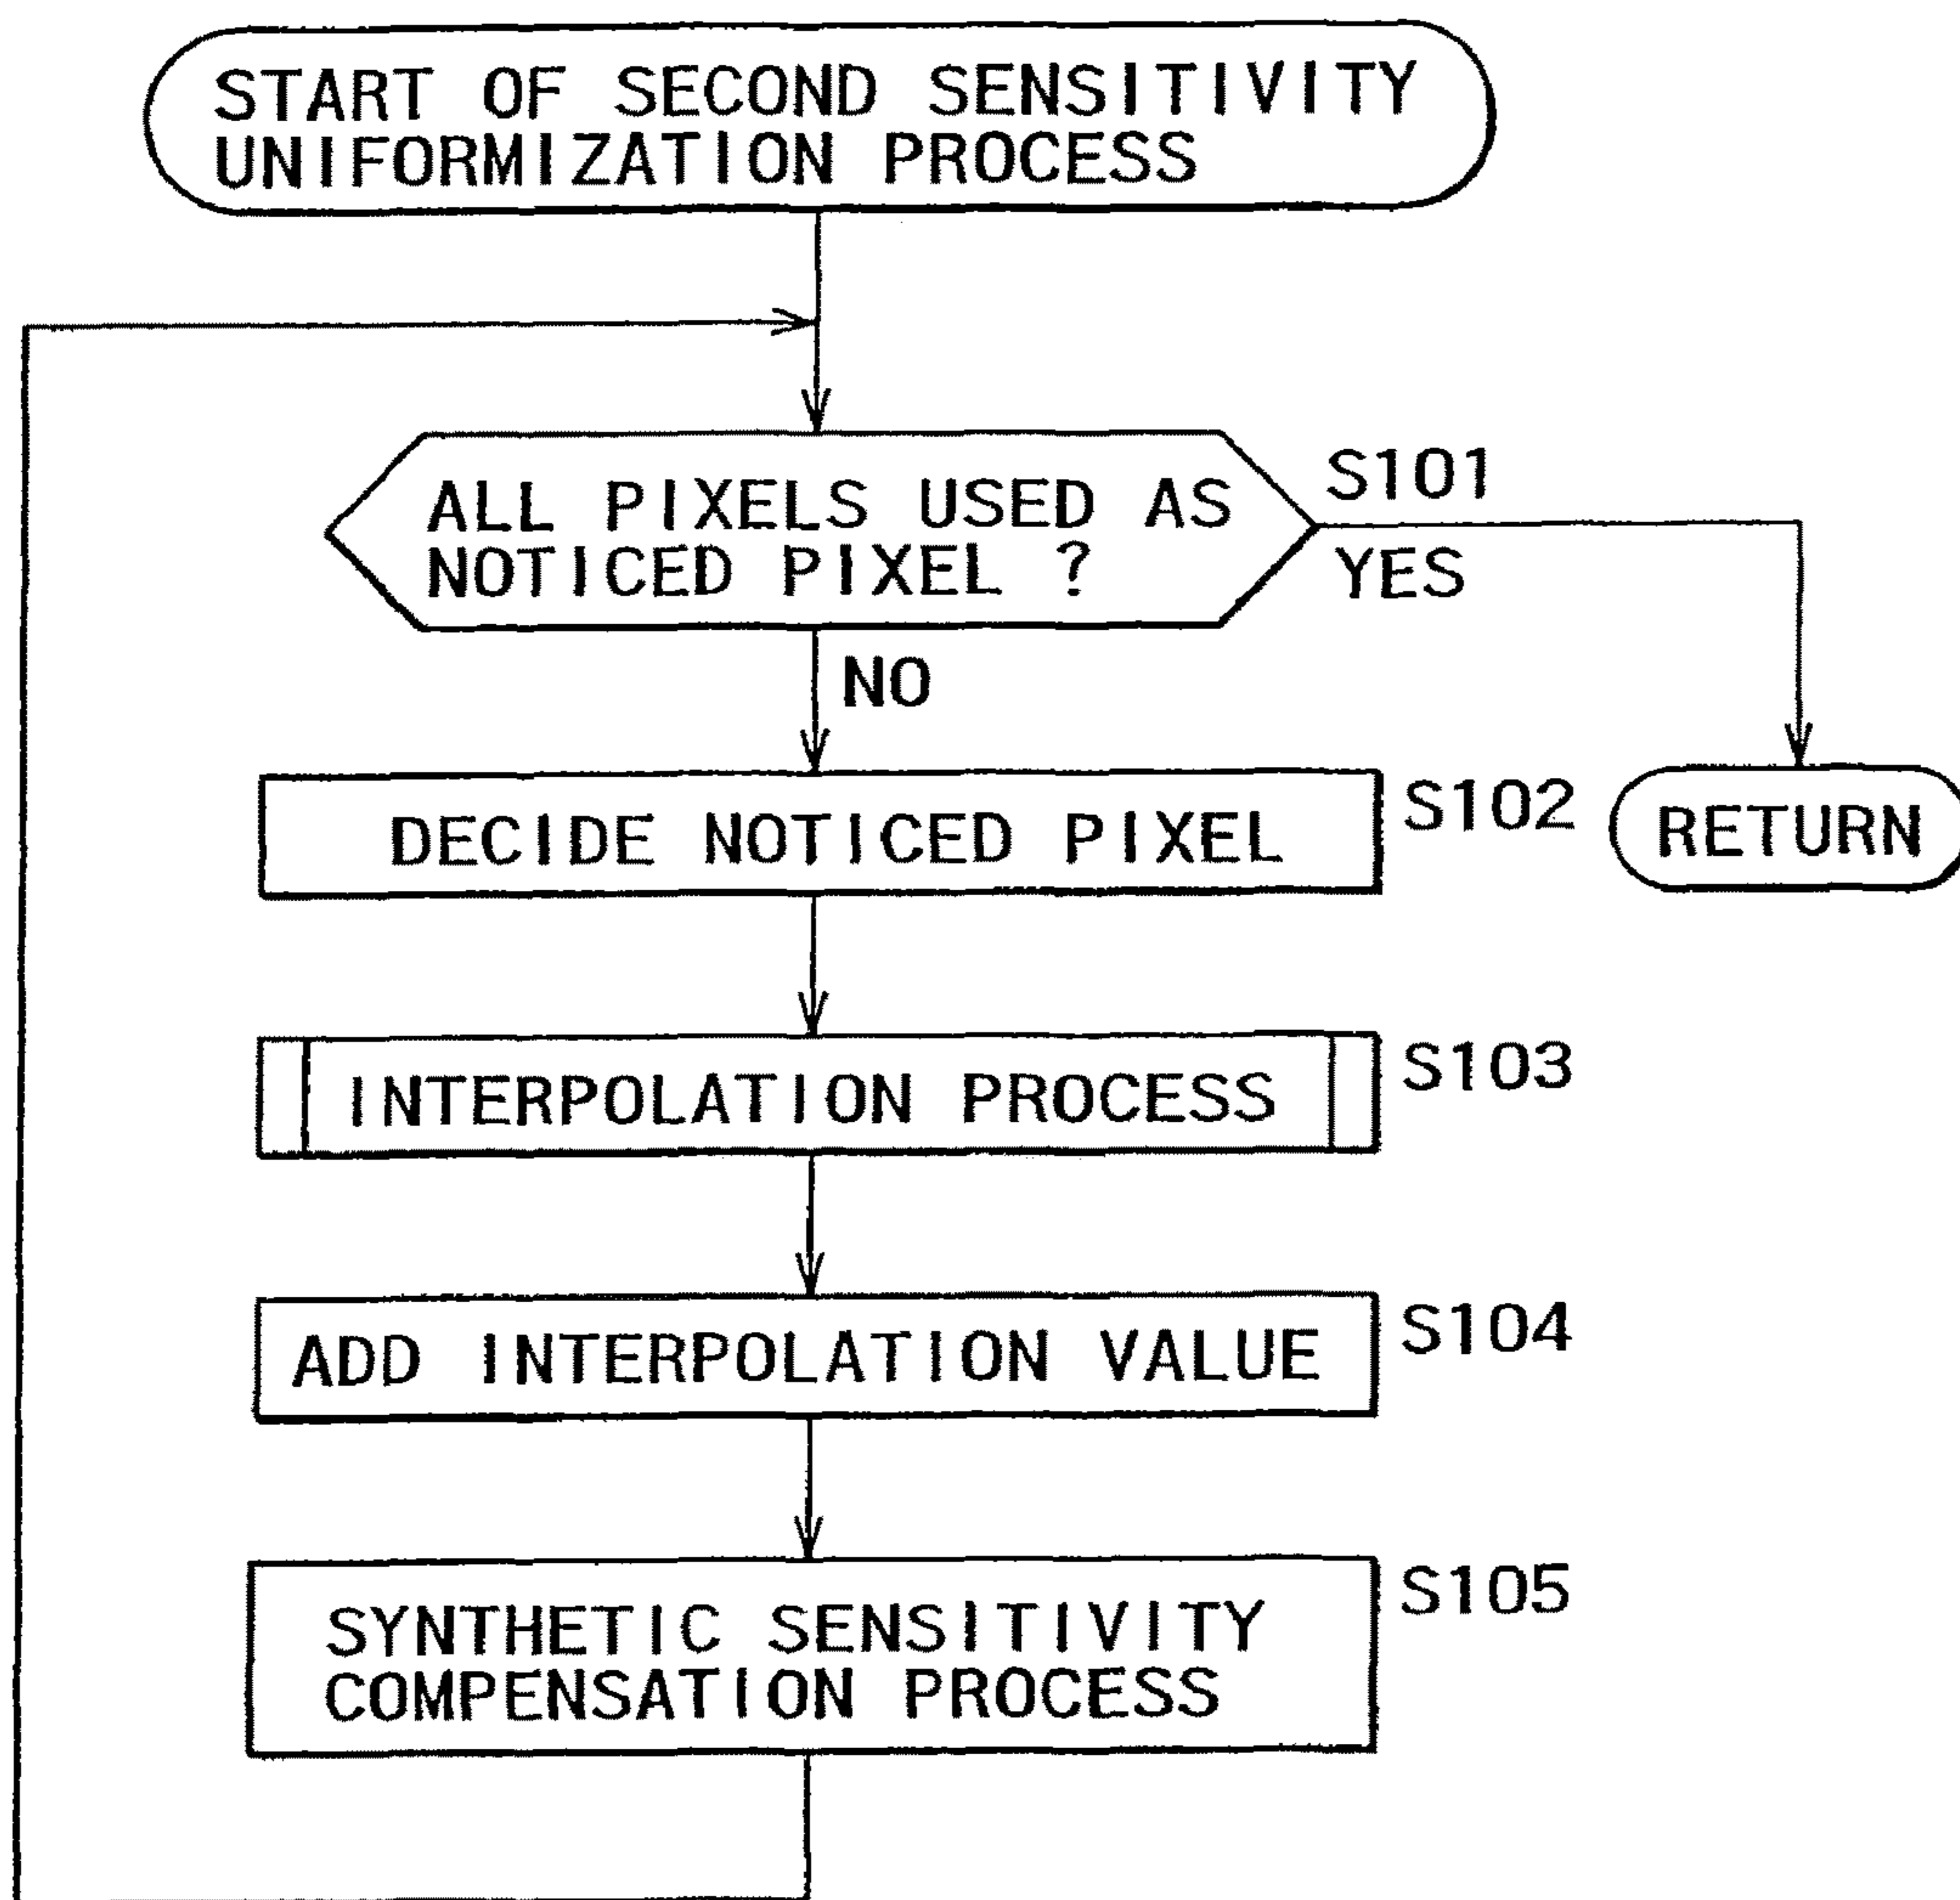 START OF SECOND SENSITIVITY
UNIFORMIZATION PROCESS
ALL PIXELS USED AS
NOTICED PIXEL ?
S101
YES
NO
DECIDE NOTICED PIXEL
S102
RETURN
INTERPOLATION PROCESS
S103
ADD INTERPOLATION VALUE
S104
SYNTHETIC SENSITIVITY
COMPENSATION PROCESS
S105